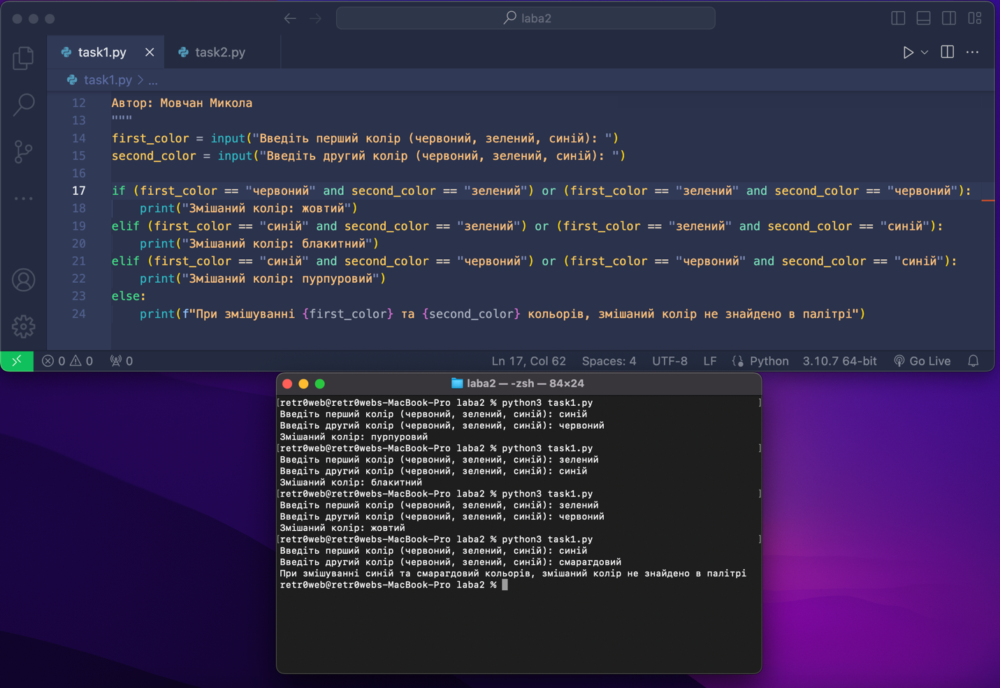 laba2
task1.py
task2.py
task1.py > ...
12 Автор: Мовчан Микола
13 """
14 first_color = input("Введіть перший колір (червоний, зелений, синій): ")
15 second_color = input("Введіть другий колір (червоний, зелений, синій): ")
16
17 if (first_color == "червоний" and second_color == "зелений") or (first_color == "зелений" and second_color == "червоний"):
18 print("Змішаний колір: жовтий")
19 elif (first_color == "синій" and second_color == "зелений") or (first_color == "зелений" and second_color == "синій"):
20 print("Змішаний колір: блакитний")
21 elif (first_color == "синій" and second_color == "червоний") or (first_color == "червоний" and second_color == "синій"):
22 print("Змішаний колір: пурпуровий")
23 else:
24 print(f"При змішуванні {first_color} та {second_color} кольорів, змішаний колір не знайдено в палітрі")
0 0 0 Ln 17, Col 62 Spaces: 4 UTF-8 LF Python 3.10.7 64-bit Go Live
laba2 — -zsh — 84×24
[retr0web@retr0webs-MacBook-Pro laba2 % python3 task1.py ]
Введіть перший колір (червоний, зелений, синій): синій
Введіть другий колір (червоний, зелений, синій): червоний
Змішаний колір: пурпуровий
[retr0web@retr0webs-MacBook-Pro laba2 % python3 task1.py ]
Введіть перший колір (червоний, зелений, синій): зелений
Введіть другий колір (червоний, зелений, синій): синій
Змішаний колір: блакитний
[retr0web@retr0webs-MacBook-Pro laba2 % python3 task1.py ]
Введіть перший колір (червоний, зелений, синій): зелений
Введіть другий колір (червоний, зелений, синій): червоний
Змішаний колір: жовтий
[retr0web@retr0webs-MacBook-Pro laba2 % python3 task1.py ]
Введіть перший колір (червоний, зелений, синій): синій
Введіть другий колір (червоний, зелений, синій): смарагдовий
При змішуванні синій та смарагдовий кольорів, змішаний колір не знайдено в палітрі
retr0web@retr0webs-MacBook-Pro laba2 %